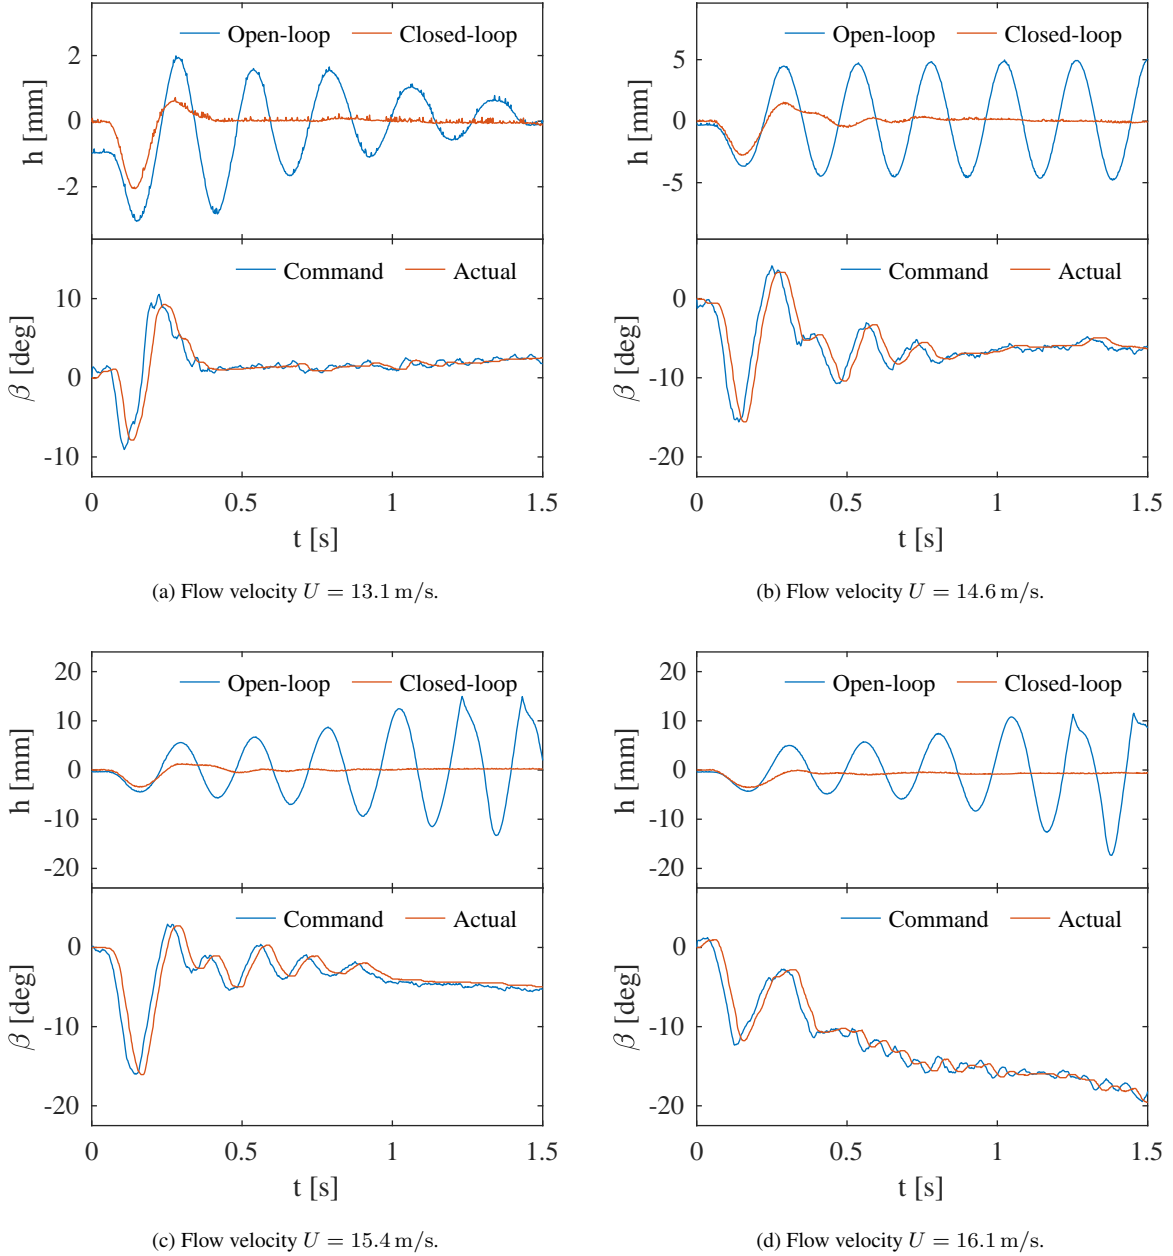 Open-loop Closed-loop
2
0
-2
h [mm]
Command Actual
10
0
-10
β [deg]
0 0.5 1 1.5
t [s]
(a) Flow velocity U = 13.1 m/s.
Open-loop Closed-loop
5
0
-5
h [mm]
Command Actual
0
-10
-20
β [deg]
0 0.5 1 1.5
t [s]
(b) Flow velocity U = 14.6 m/s.
Open-loop Closed-loop
20
10
0
-10
-20
h [mm]
Command Actual
0
-10
-20
β [deg]
0 0.5 1 1.5
t [s]
(c) Flow velocity U = 15.4 m/s.
Open-loop Closed-loop
20
10
0
-10
-20
h [mm]
Command Actual
0
-10
-20
β [deg]
0 0.5 1 1.5
t [s]
(d) Flow velocity U = 16.1 m/s.